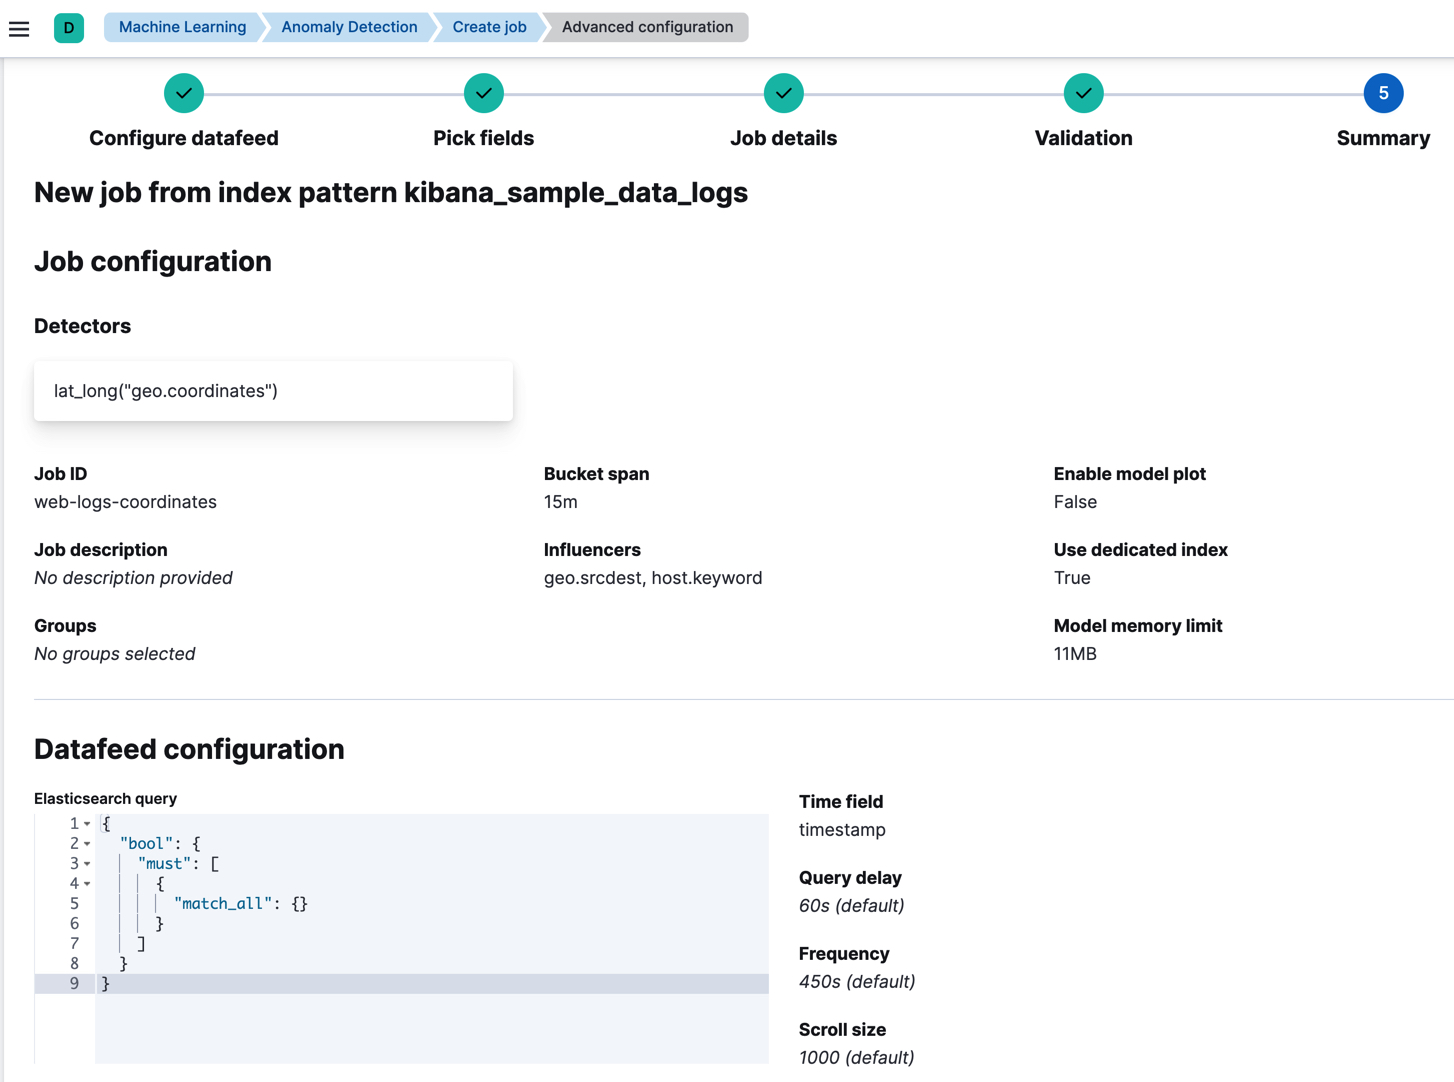 D
Machine Learning
Anomaly Detection
Create job
Advanced configuration
5
Configure datafeed
Pick fields
Job details
Validation
Summary
New job from index pattern kibana_sample_data_logs
Job configuration
Detectors
lat_long("geo.coordinates")
Job ID
web-logs-coordinates
Bucket span
15m
Enable model plot
False
Job description
No description provided
Influencers
geo.srcdest, host.keyword
Use dedicated index
True
Groups
No groups selected
Model memory limit
11MB
Datafeed configuration
Elasticsearch query
1 {
2 "bool": {
3 "must": [
4 {
5 "match_all": {}
6 }
7 ]
8 }
9 }
Time field
timestamp
Query delay
60s (default)
Frequency
450s (default)
Scroll size
1000 (default)